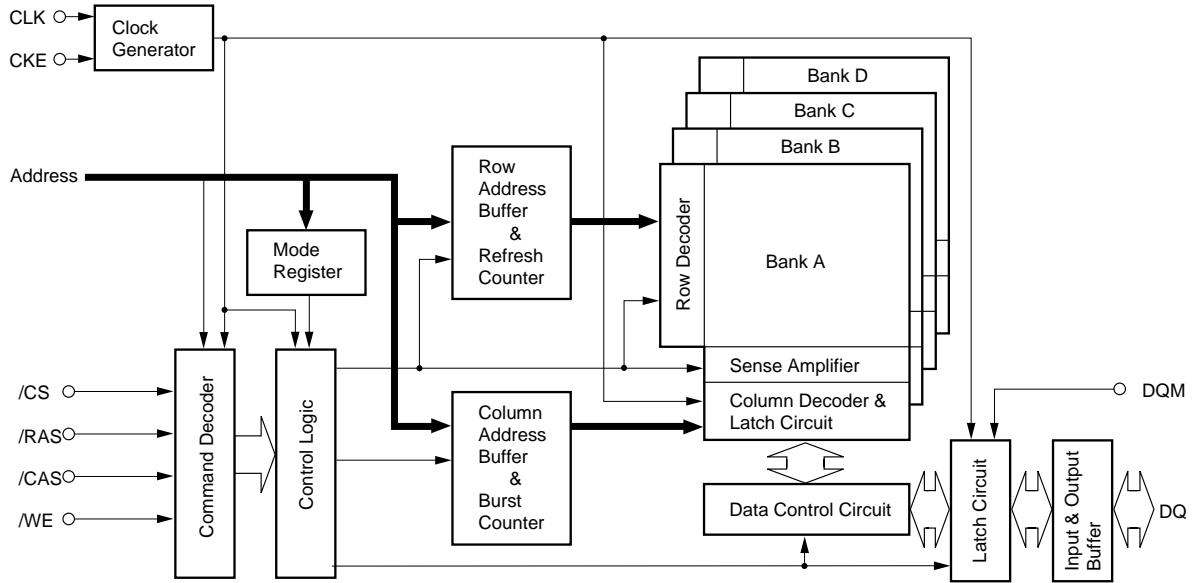 CLK
CKE
Clock
Generator
Bank D
Bank C
Bank B
Address
Row
Address
Buffer
&
Refresh
Counter
Row Decoder
Bank A
Mode
Register
Sense Amplifier
Column Decoder &
Latch Circuit
/CS
/RAS
/CAS
/WE
Command Decoder
Control Logic
Column
Address
Buffer
&
Burst
Counter
Data Control Circuit
DQM
Latch Circuit
Input & Output
Buffer
DQ